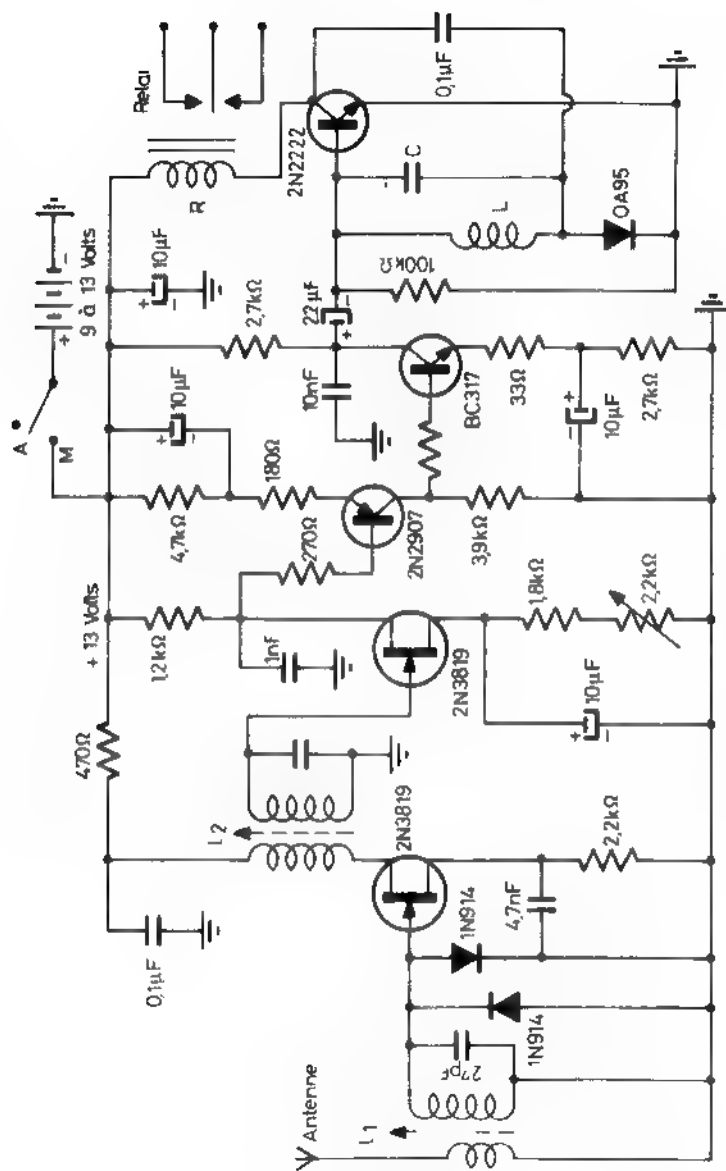 Antenne
L1
27pF
1N914
1N914
4,7nF
2,2kΩ
2N3819
L2
0,1µF
470Ω
+ 13 Volts
1,2kΩ
1nf
2N3819
10µF
1,8kΩ
2,2kΩ
270Ω
2N2907
4,7kΩ
10µF
180Ω
3,9kΩ
A
M
9 à 13 Volts
10µF
2,7kΩ
10nF
22µF
BC317
33Ω
10µF
2,7kΩ
100kΩ
L
C
OA95
R
Relai
2N2222
0,1µF